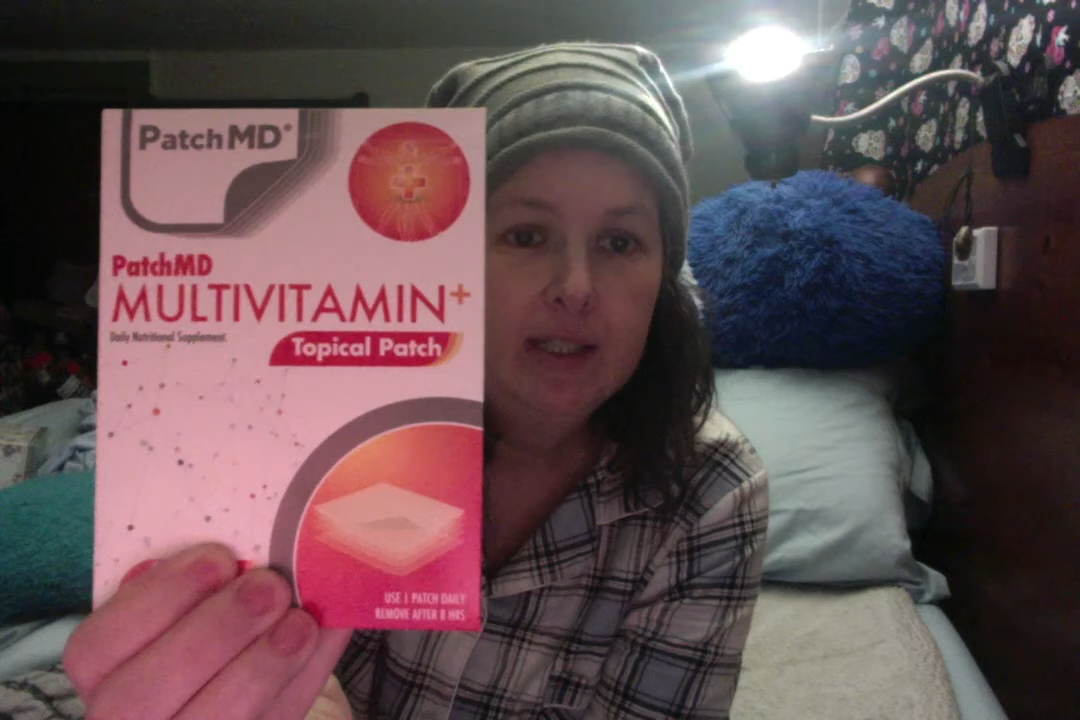 PatchMD®
PatchMD
MULTIVITAMIN+
Daily Nutritional Supplement
Topical Patch
USE 1 PATCH DAILY
REMOVE AFTER 8 HRS